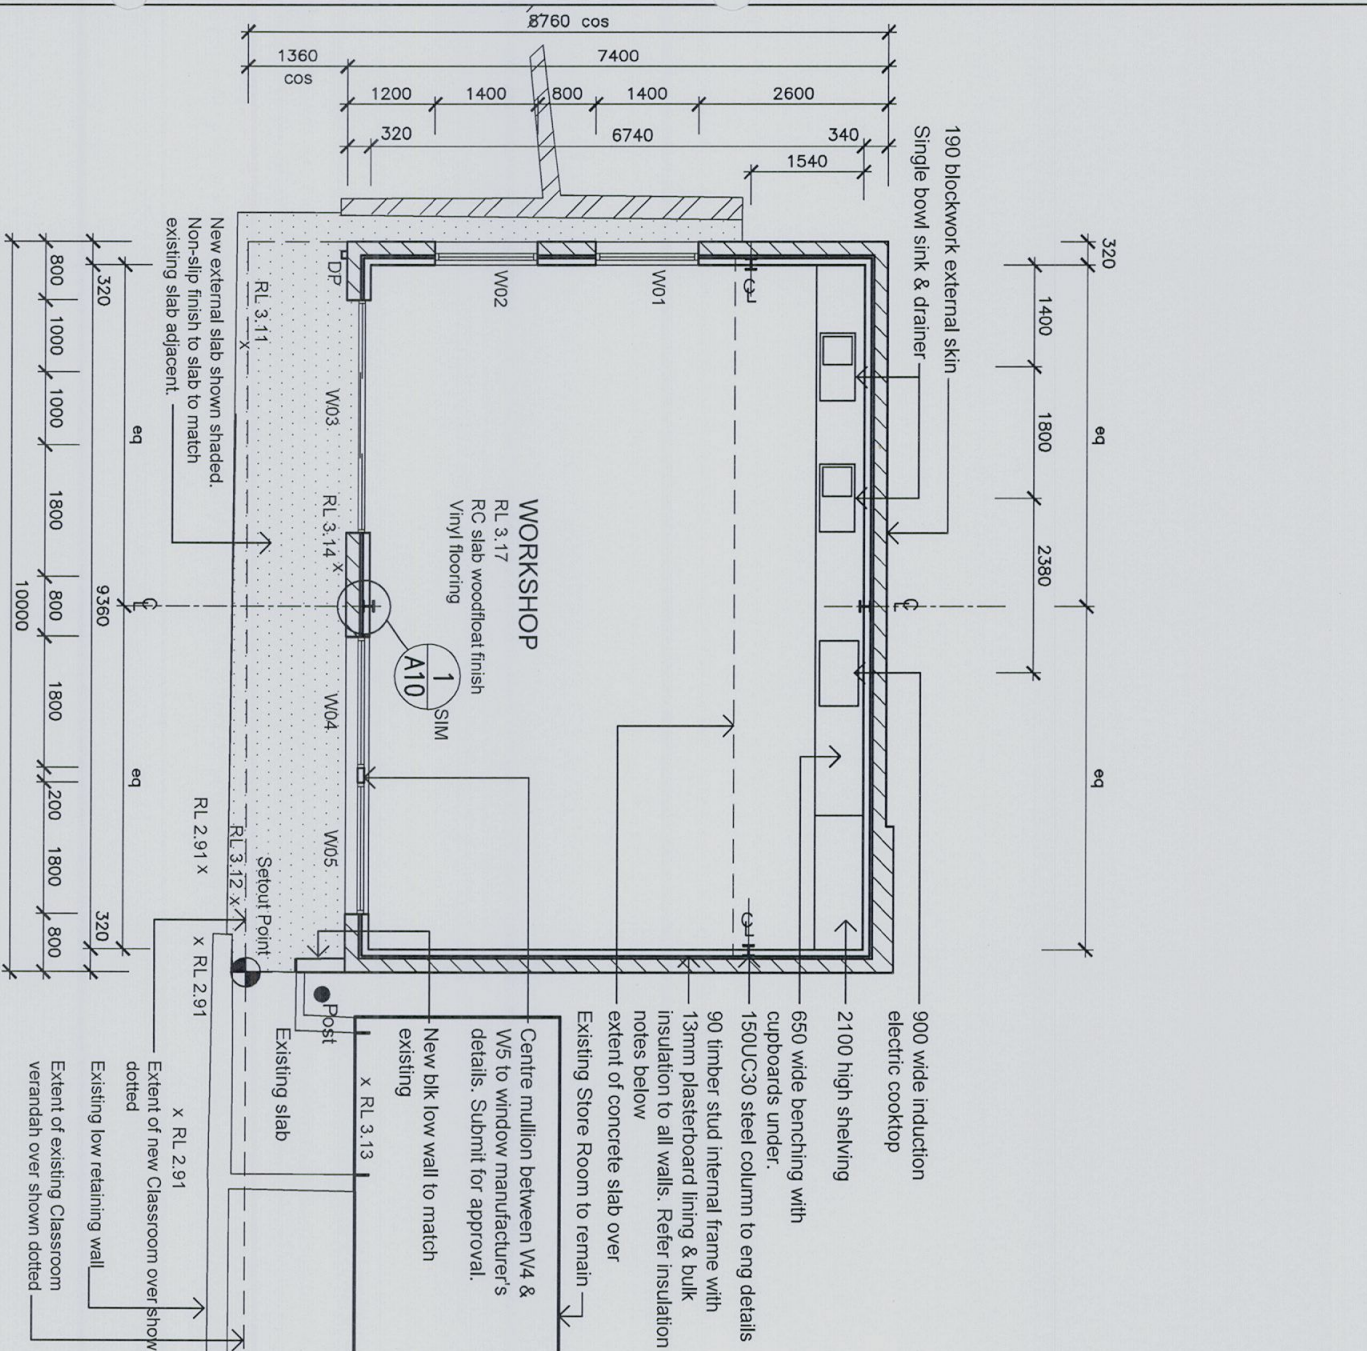 8760 cos
1360
cos
7400
1200
1400
800
1400
2600
320
6740
340
1540
190 blockwork external skin
Single bowl sink & drainer
320
1400
1800
2380
eq
eq
900 wide induction
electric cooktop
2100 high shelving
650 wide benching with
cupboards under.
150UC30 steel column to eng details
90 timber stud internal frame with
13mm plasterboard lining & bulk
insulation to all walls. Refer insulation
notes below
extent of concrete slab over
Existing Store Room to remain
Centre mullion between W4 &
W5 to window manufacturer's
details. Submit for approval.
New blk low wall to match
existing
WORKSHOP
RL 3.17
RC slab woodfloat finish
Vinyl flooring
1
A10
SIM
CJ
CJ
CL
CL
W01
W02
W03
W04
W05
DP
RL 3.11 x
RL 3.14 x
RL 3.12 x
RL 2.91 x
x RL 2.91
x RL 2.91
x RL 3.13
Setout Point
Post
Existing slab
New external slab shown shaded.
Non-slip finish to slab to match
existing slab adjacent.
Extent of new Classroom over show
dotted
Existing low retaining wall
Extent of existing Classroom
verandah over shown dotted
eq
eq
320
9360
320
800
1000
1000
1800
800
1800
200
1800
800
10000